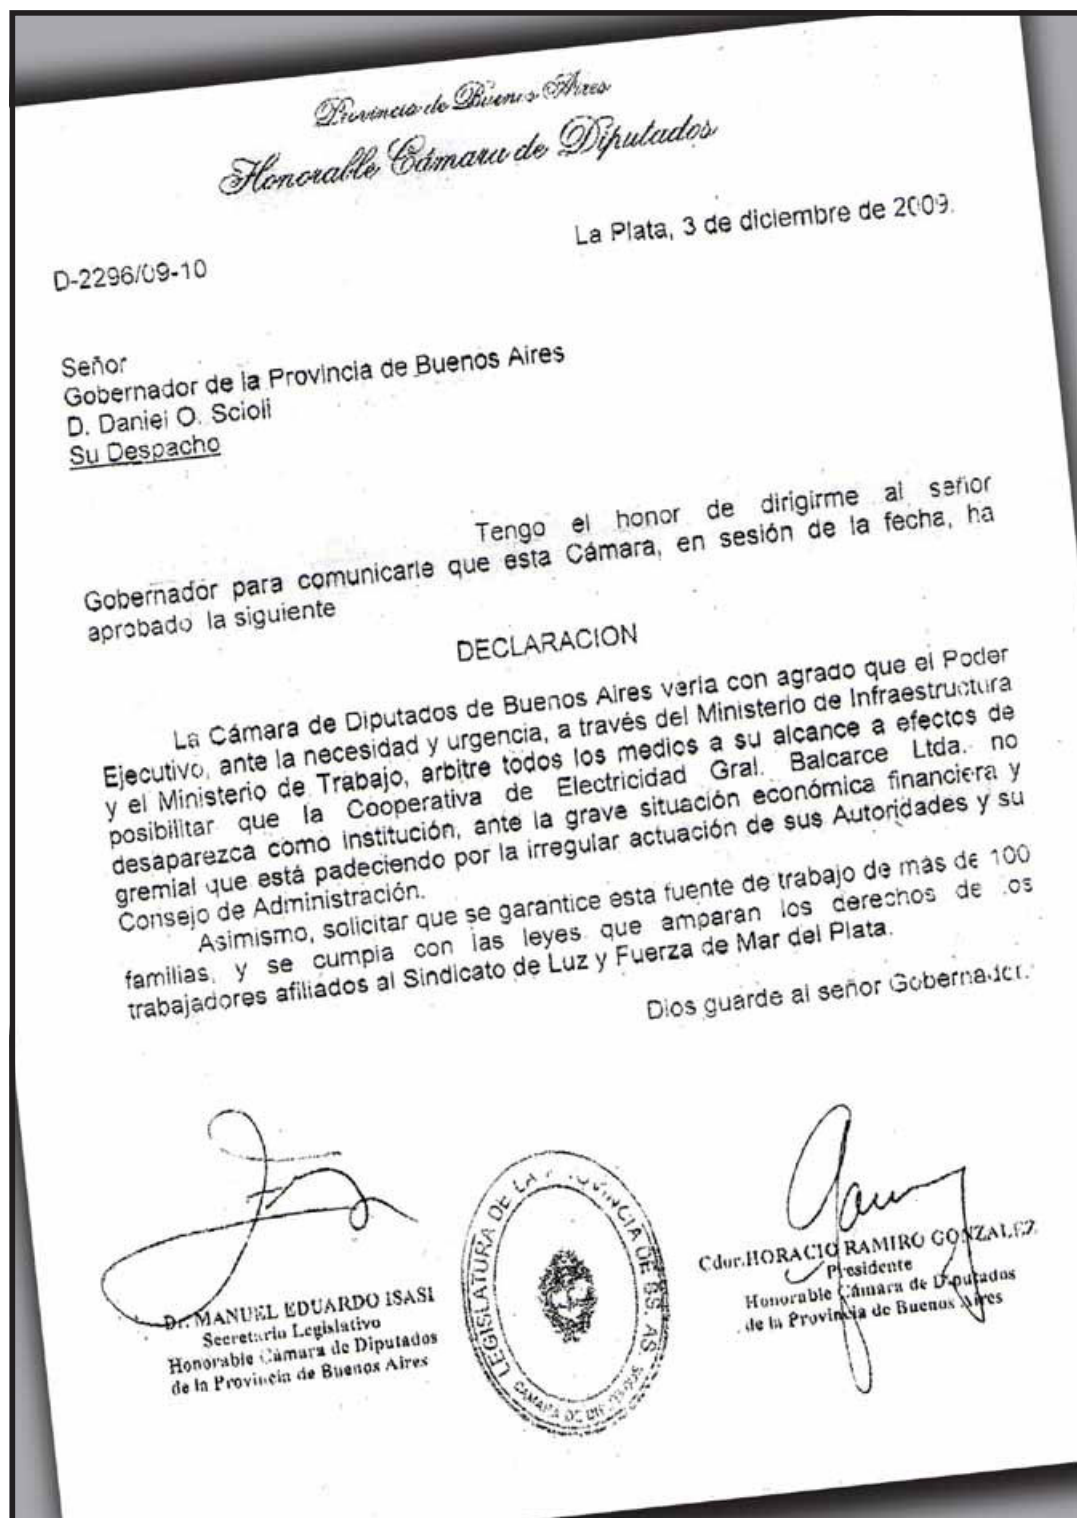 Provincia de Buenos Aires
Honorable Cámara de Diputados
La Plata, 3 de diciembre de 2009.
D-2296/09-10
Señor
Gobernador de la Provincia de Buenos Aires
D. Daniel O. Scioli
Su Despacho
Tengo el honor de dirigirme al señor
Gobernador para comunicarle que esta Cámara, en sesión de la fecha, ha
aprobado la siguiente
DECLARACION
La Cámara de Diputados de Buenos Aires vería con agrado que el Poder
Ejecutivo, ante la necesidad y urgencia, a través del Ministerio de Infraestructura
y el Ministerio de Trabajo, arbitre todos los medios a su alcance a efectos de
posibilitar que la Cooperativa de Electricidad Gral. Balcarce Ltda. no
desaparezca como institución, ante la grave situación económica financiera y
gremial que está padeciendo por la irregular actuación de sus Autoridades y su
Consejo de Administración.
Asimismo, solicitar que se garantice esta fuente de trabajo de más de 100
familias, y se cumpla con las leyes que amparan los derechos de los
trabajadores afiliados al Sindicato de Luz y Fuerza de Mar del Plata.
Dios guarde al señor Gobernador.
Dr. MANUEL EDUARDO ISASI
Secretario Legislativo
Honorable Cámara de Diputados
de la Provincia de Buenos Aires
LEGISLATURA DE LA PROVINCIA DE BS. AS.
CAMARA DE DIPUTADOS
Cdor. HORACIO RAMIRO GONZALEZ
Presidente
Honorable Cámara de Diputados
de la Provincia de Buenos Aires